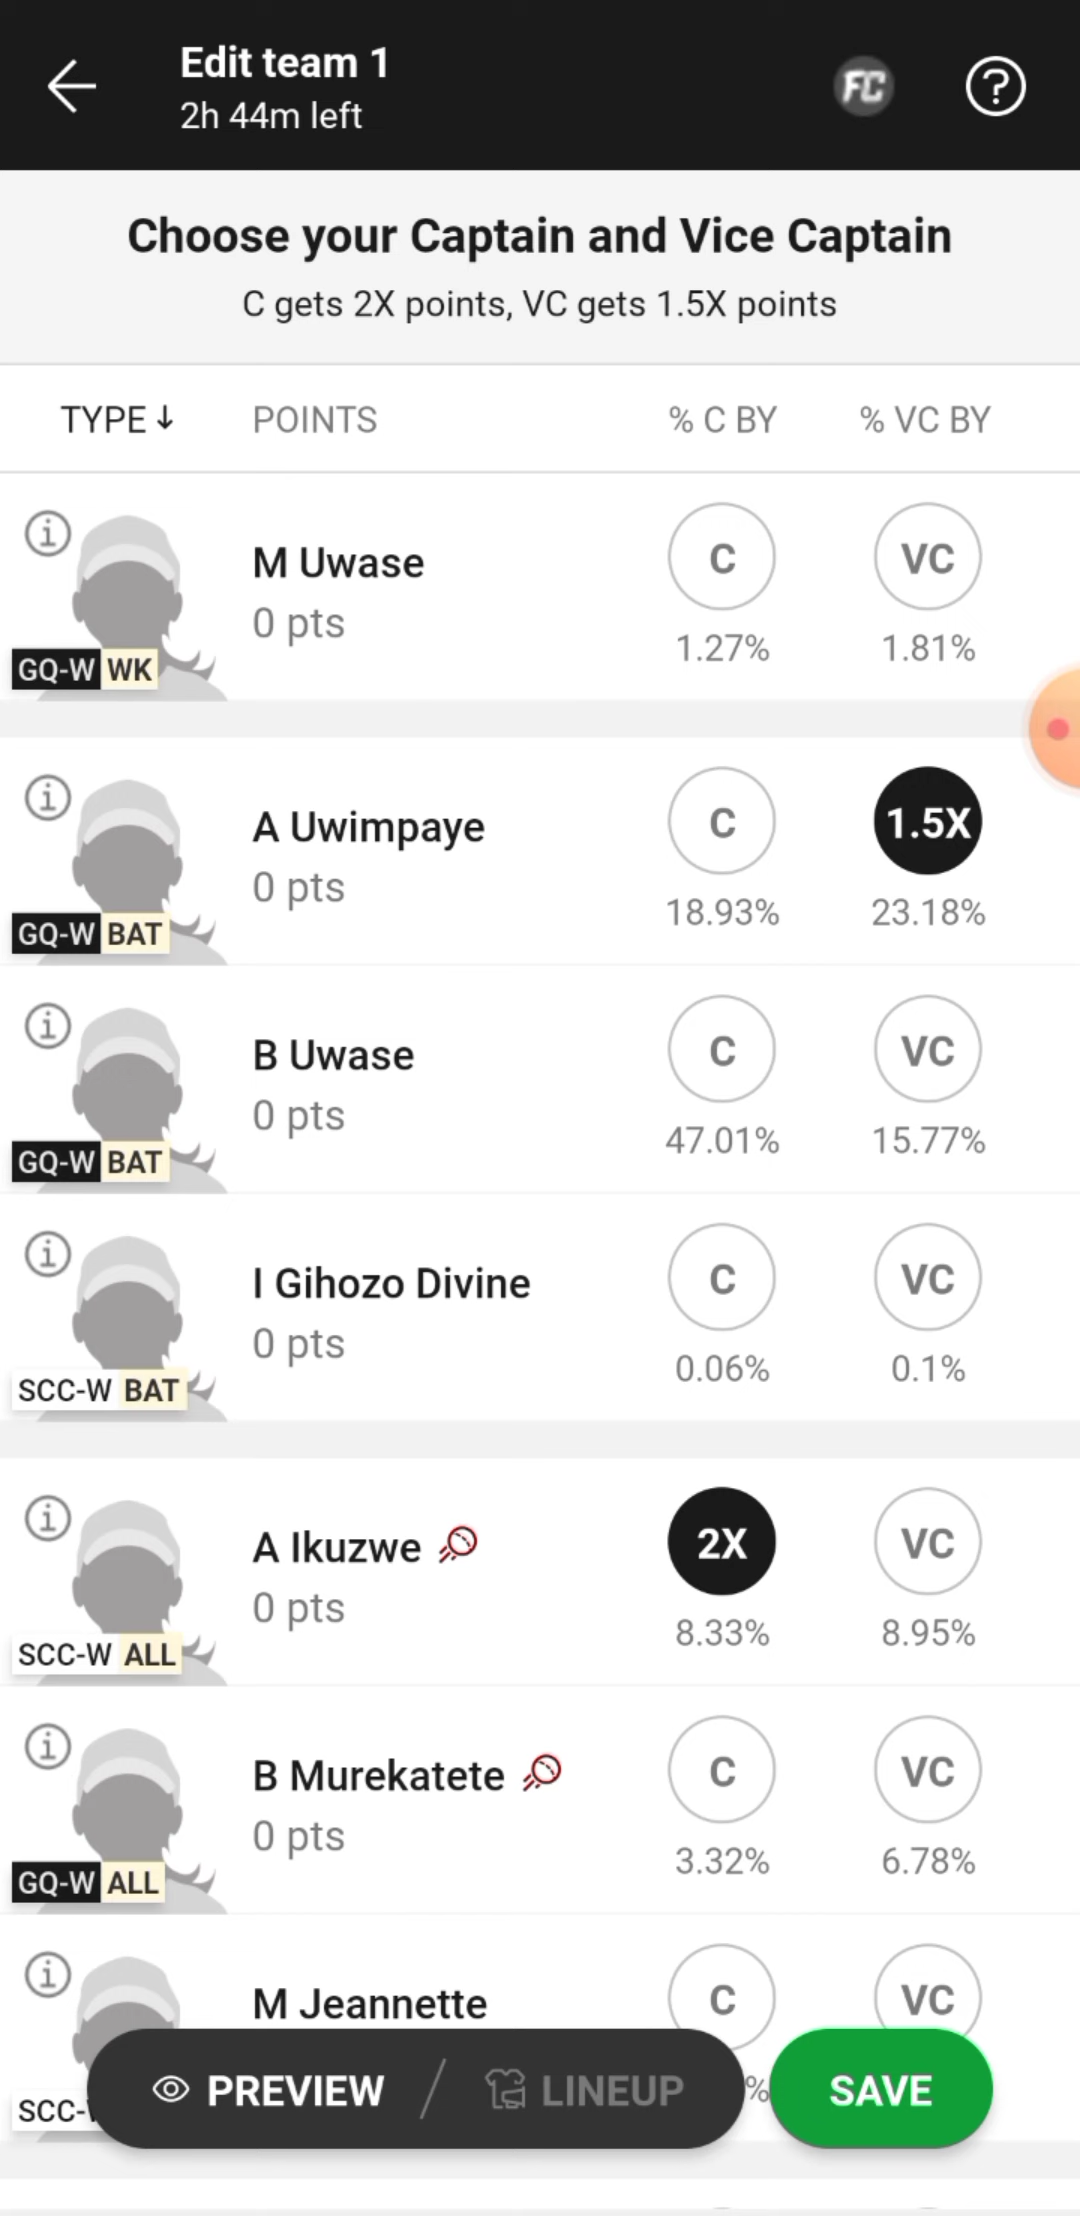 Edit team 1
2h 44m left
FC
?
Choose your Captain and Vice Captain
C gets 2X points, VC gets 1.5X points
TYPE↓ POINTS % C BY % VC BY
i M Uwase C VC
0 pts 1.27% 1.81%
GQ-W WK
i A Uwimpaye C 1.5X
0 pts 18.93% 23.18%
GQ-W BAT
i B Uwase C VC
0 pts 47.01% 15.77%
GQ-W BAT
i I Gihozo Divine C VC
0 pts 0.06% 0.1%
SCC-W BAT
i A Ikuzwe 2X VC
0 pts 8.33% 8.95%
SCC-W ALL
i B Murekatete C VC
0 pts 3.32% 6.78%
GQ-W ALL
i M Jeannette C VC
PREVIEW / LINEUP % SAVE